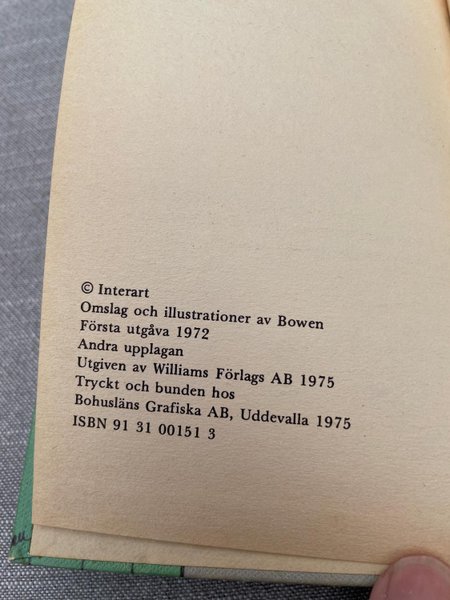 © Interart
Omslag och illustrationer av Bowen
Första utgåva 1972
Andra upplagan
Utgiven av Williams Förlags AB 1975
Tryckt och bunden hos
Bohusläns Grafiska AB, Uddevalla 1975
ISBN 91 31 00151 3